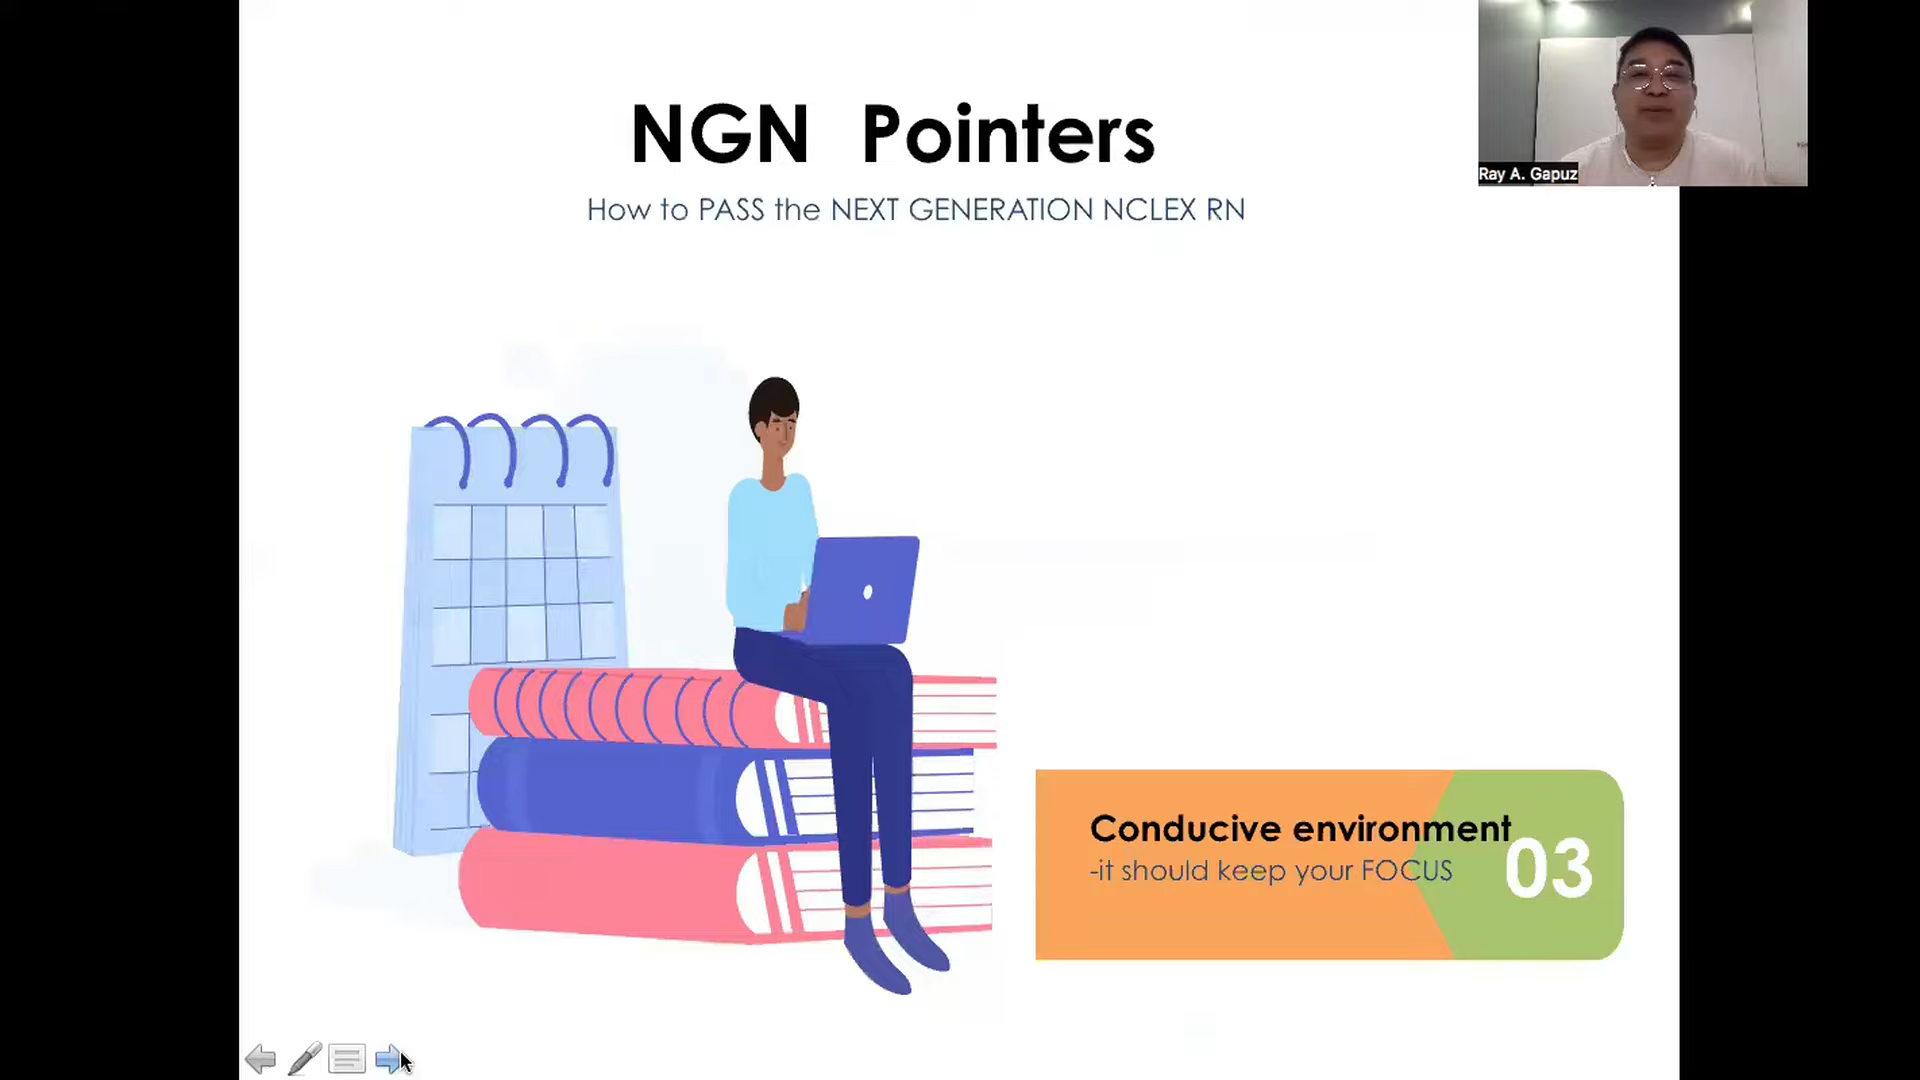 NGN Pointers
How to PASS the NEXT GENERATION NCLEX RN
Ray A. Gapuz
Conducive environment
-it should keep your FOCUS
03